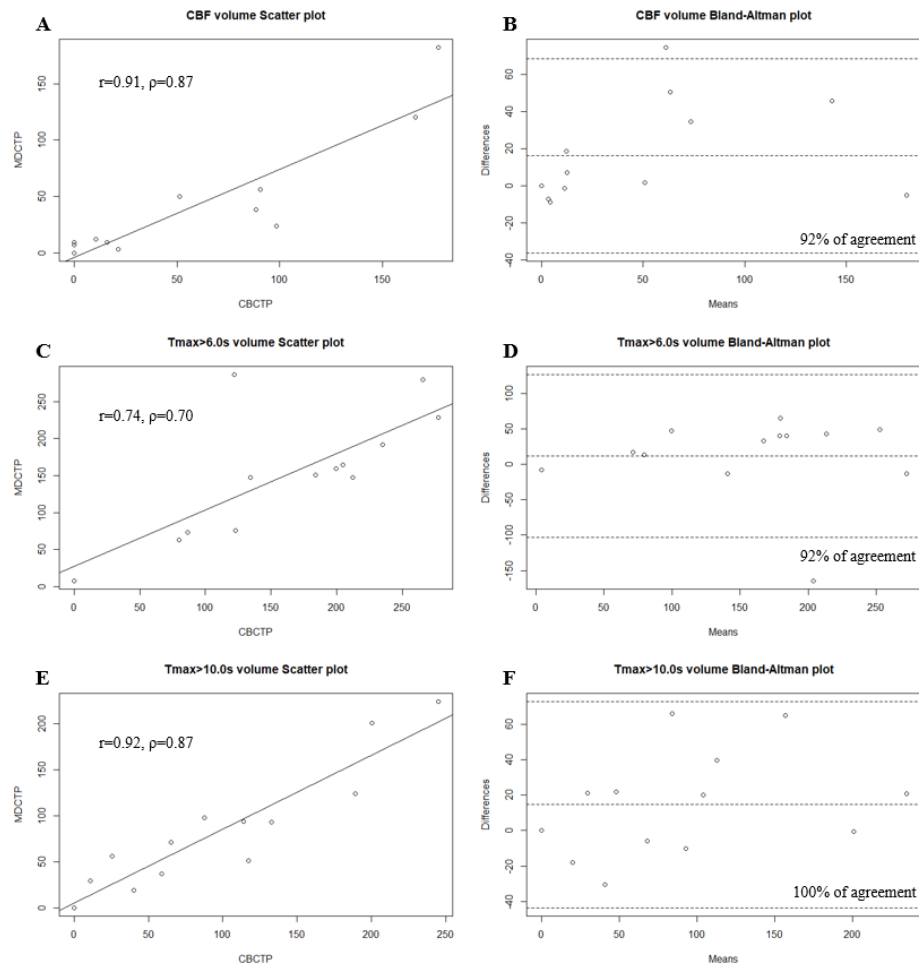 A
CBF volume Scatter plot
r=0.91, ρ=0.87
MDCTP
150
100
50
0
0 50 100 150
CBCTP
B
CBF volume Bland-Altman plot
Differences
60
40
20
0
-20
-40
92% of agreement
0 50 100 150
Means
C
Tmax>6.0s volume Scatter plot
r=0.74, ρ=0.70
MDCTP
250
200
150
100
50
0
0 50 100 150 200 250
CBCTP
D
Tmax>6.0s volume Bland-Altman plot
Differences
100
50
0
-50
-100
-150
92% of agreement
0 50 100 150 200 250
Means
E
Tmax>10.0s volume Scatter plot
r=0.92, ρ=0.87
MDCTP
200
150
100
50
0
0 50 100 150 200 250
CBCTP
F
Tmax>10.0s volume Bland-Altman plot
Differences
60
40
20
0
-20
-40
100% of agreement
0 50 100 150 200
Means